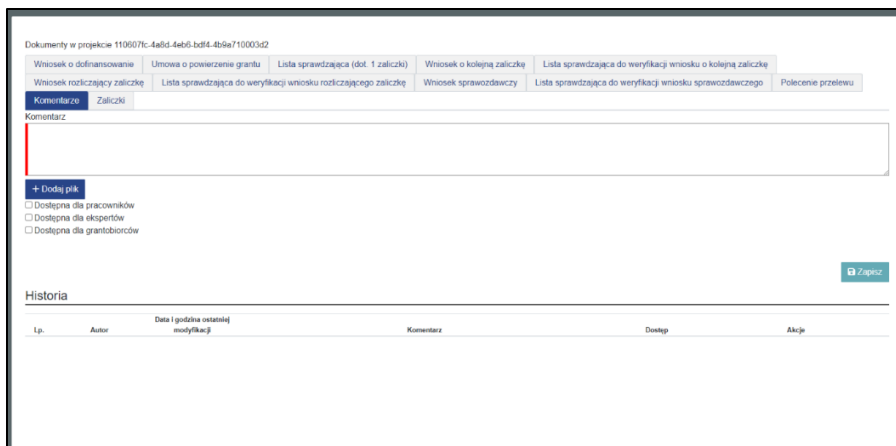 Dokumenty w projekcie 110607fc-4a8d-4eb6-bdf4-4b9a710003d2
Wniosek o dofinansowanie Umowa o powierzenie grantu Lista sprawdzająca (dot. 1 zaliczki) Wniosek o kolejną zaliczkę Lista sprawdzająca do weryfikacji wniosku o kolejną zaliczkę
Wniosek rozliczający zaliczkę Lista sprawdzająca do weryfikacji wniosku rozliczającego zaliczkę Wniosek sprawozdawczy Lista sprawdzająca do weryfikacji wniosku sprawozdawczego Polecenie przelewu
Komentarze Zaliczki
Komentarz
+ Dodaj plik
Dostępna dla pracowników
Dostępna dla ekspertów
Dostępna dla grantobiorców
Zapisz
Historia
Lp. Autor Data i godzina ostatniej modyfikacji Komentarz Dostęp Akcje